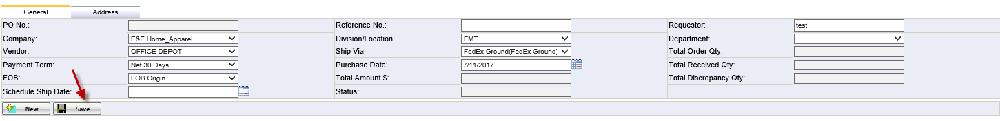 General Address
PO No.: Reference No.: Requestor: test
Company: E&E Home_Apparel Division/Location: FMT Department:
Vendor: OFFICE DEPOT Ship Via: FedEx Ground(FedEx Ground) Total Order Qty:
Payment Term: Net 30 Days Purchase Date: 7/11/2017 Total Received Qty:
FOB: FOB Origin Total Amount $: Total Discrepancy Qty:
Schedule Ship Date: Status:
New Save